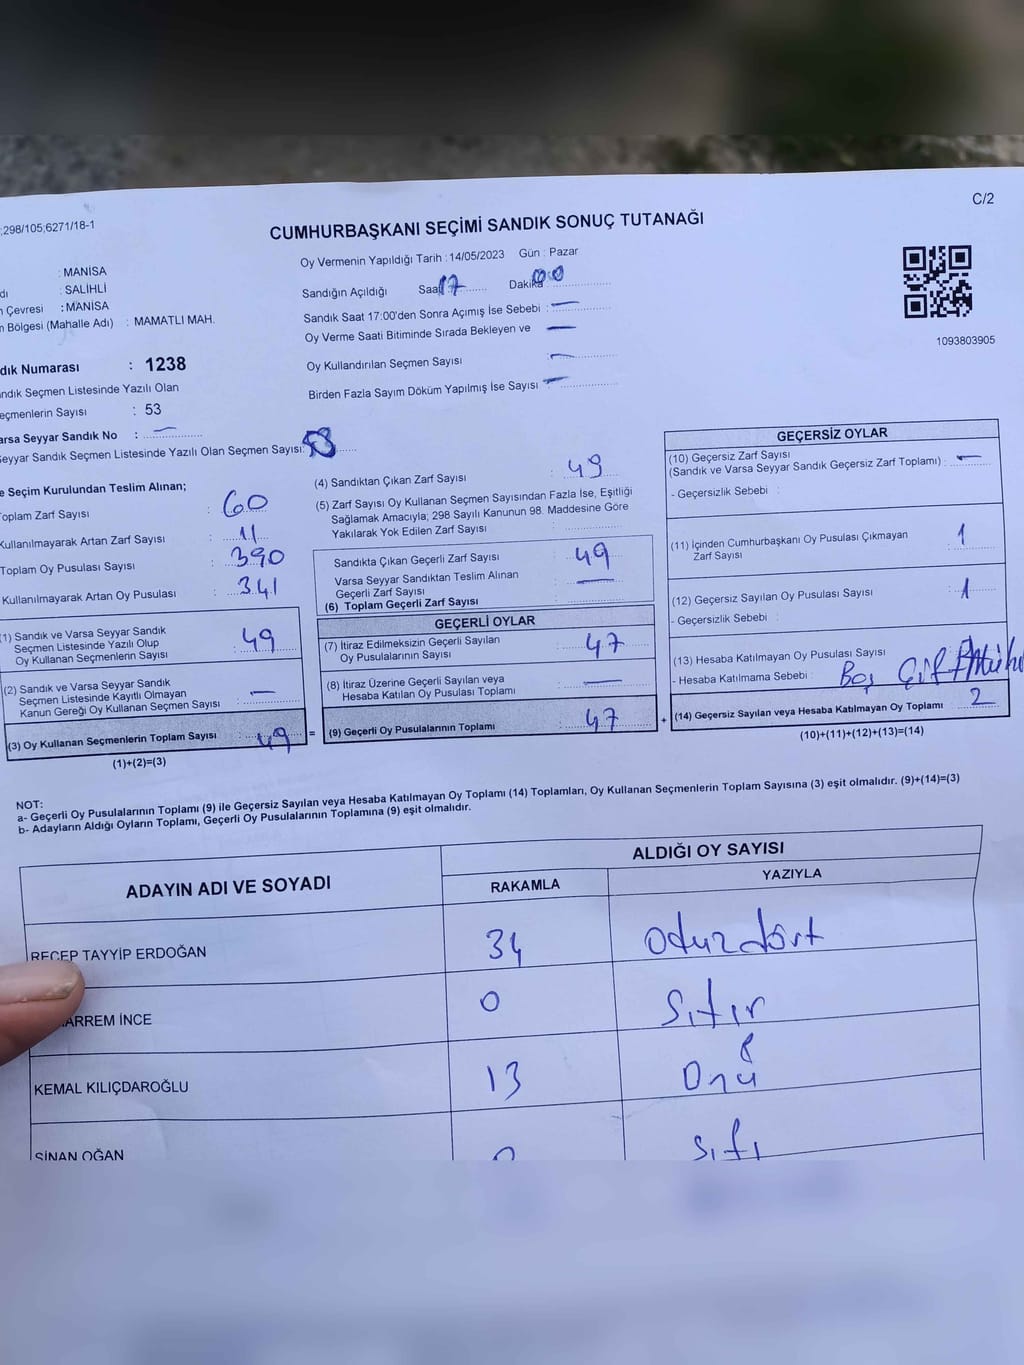 C/2
;298/105;6271/18-1
CUMHURBAŞKANI SEÇİMİ SANDIK SONUÇ TUTANAĞI
: MANİSA
dı : SALİHLİ
n Çevresi : MANİSA
n Bölgesi (Mahalle Adı) : MAMATLI MAH.
dık Numarası : 1238
ndık Seçmen Listesinde Yazılı Olan
eçmenlerin Sayısı : 53
arsa Seyyar Sandık No : —
Seyyar Sandık Seçmen Listesinde Yazılı Olan Seçmen Sayısı: 53
Oy Vermenin Yapıldığı Tarih : 14/05/2023 Gün : Pazar
Sandığın Açıldığı Saat 17 Dakika 00
Sandık Saat 17:00'den Sonra Açımış İse Sebebi : —
Oy Verme Saati Bitiminde Sırada Bekleyen ve —
Oy Kullandırılan Seçmen Sayısı : —
Birden Fazla Sayım Döküm Yapılmış İse Sayısı : —
1093803905
e Seçim Kurulundan Teslim Alınan;
Toplam Zarf Sayısı : 60
Kullanılmayarak Artan Zarf Sayısı : 11
Toplam Oy Pusulası Sayısı : 390
Kullanılmayarak Artan Oy Pusulası : 341
(1) Sandık ve Varsa Seyyar Sandık
Seçmen Listesinde Yazılı Olup
Oy Kullanan Seçmenlerin Sayısı : 49
(2) Sandık ve Varsa Seyyar Sandık
Seçmen Listesinde Kayıtlı Olmayan
Kanun Gereği Oy Kullanan Seçmen Sayısı : —
(3) Oy Kullanan Seçmenlerin Toplam Sayısı : 49
(1)+(2)=(3)
=
(4) Sandıktan Çıkan Zarf Sayısı : 49
(5) Zarf Sayısı Oy Kullanan Seçmen Sayısından Fazla İse, Eşitliği
Sağlamak Amacıyla; 298 Sayılı Kanunun 98. Maddesine Göre
Yakılarak Yok Edilen Zarf Sayısı :
Sandıkta Çıkan Geçerli Zarf Sayısı : 49
Varsa Seyyar Sandıktan Teslim Alınan
Geçerli Zarf Sayısı : —
(6) Toplam Geçerli Zarf Sayısı :
GEÇERLİ OYLAR
(7) İtiraz Edilmeksizin Geçerli Sayılan
Oy Pusulalarının Sayısı : 47
(8) İtiraz Üzerine Geçerli Sayılan veya
Hesaba Katılan Oy Pusulası Toplamı : —
(9) Geçerli Oy Pusulalarının Toplamı : 47
+
GEÇERSİZ OYLAR
(10) Geçersiz Zarf Sayısı
(Sandık ve Varsa Seyyar Sandık Geçersiz Zarf Toplamı) : —
- Geçersizlik Sebebi :
(11) İçinden Cumhurbaşkanı Oy Pusulası Çıkmayan
Zarf Sayısı : 1
(12) Geçersiz Sayılan Oy Pusulası Sayısı : 1
- Geçersizlik Sebebi :
(13) Hesaba Katılmayan Oy Pusulası Sayısı :
- Hesaba Katılmama Sebebi : Boş Çift
(14) Geçersiz Sayılan veya Hesaba Katılmayan Oy Toplamı : 2
(10)+(11)+(12)+(13)=(14)
NOT:
a- Geçerli Oy Pusulalarının Toplamı (9) ile Geçersiz Sayılan veya Hesaba Katılmayan Oy Toplamı (14) Toplamları, Oy Kullanan Seçmenlerin Toplam Sayısına (3) eşit olmalıdır. (9)+(14)=(3)
b- Adayların Aldığı Oyların Toplamı, Geçerli Oy Pusulalarının Toplamına (9) eşit olmalıdır.
ADAYIN ADI VE SOYADI
ALDIĞI OY SAYISI
RAKAMLA
YAZIYLA
RECEP TAYYİP ERDOĞAN 34 Otuzdört
ARREM İNCE 0 Sıfır
KEMAL KILIÇDAROĞLU 13 Onü
SİNAN OĞAN 0 Sıfı